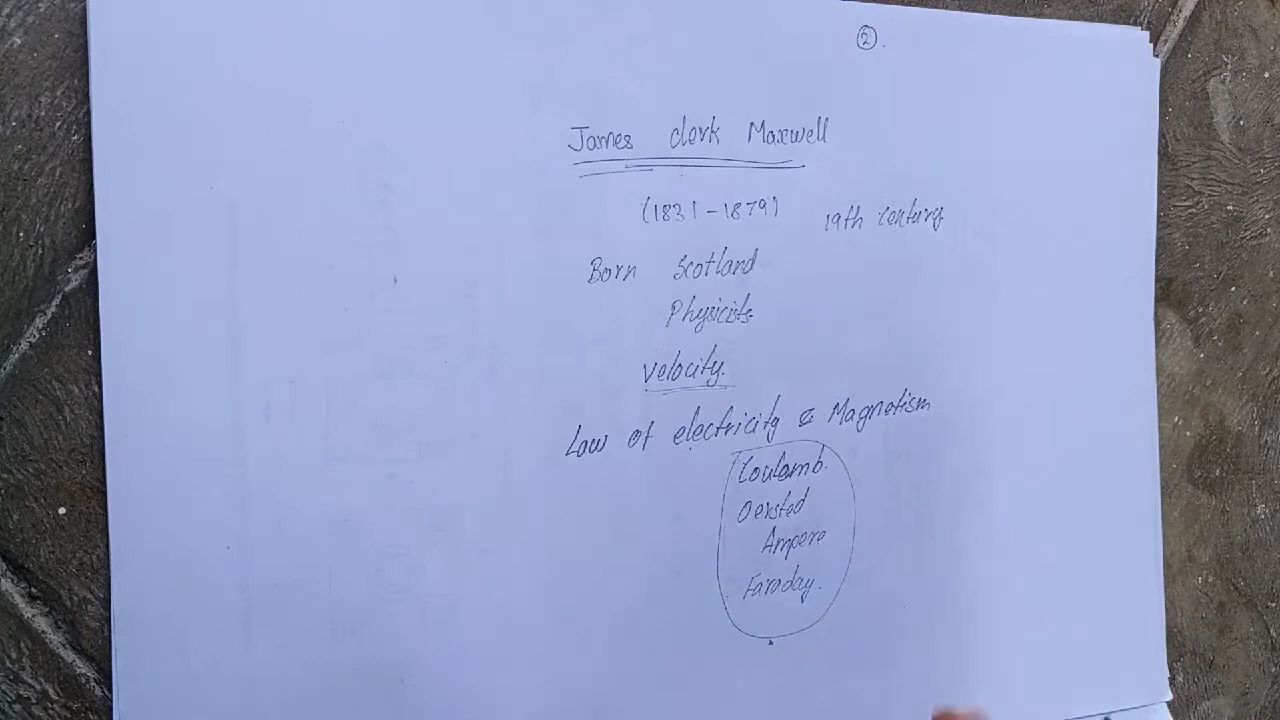 2
James clerk Maxwell
(1831-1879) 19th century
Born Scotland
Physicists
velocity.
Law of electricity & Magnetism
Coulomb.
Oersted
Ampere
Faraday.